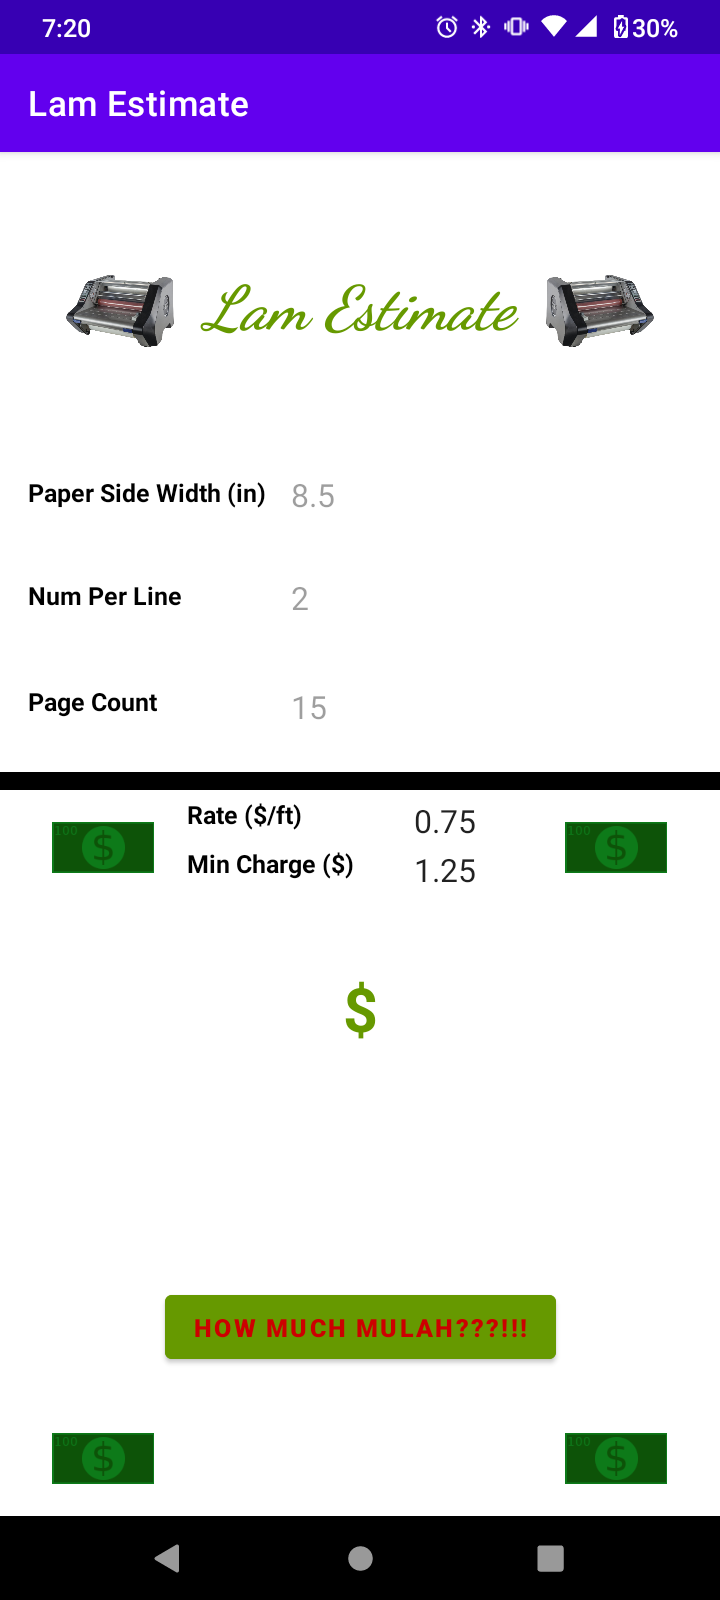 7:20 30%
Lam Estimate
Lam Estimate
Paper Side Width (in) 8.5
Num Per Line 2
Page Count 15
100 $ Rate ($/ft) 0.75 100 $
Min Charge ($) 1.25
$
HOW MUCH MULAH???!!!
100 $ 100 $